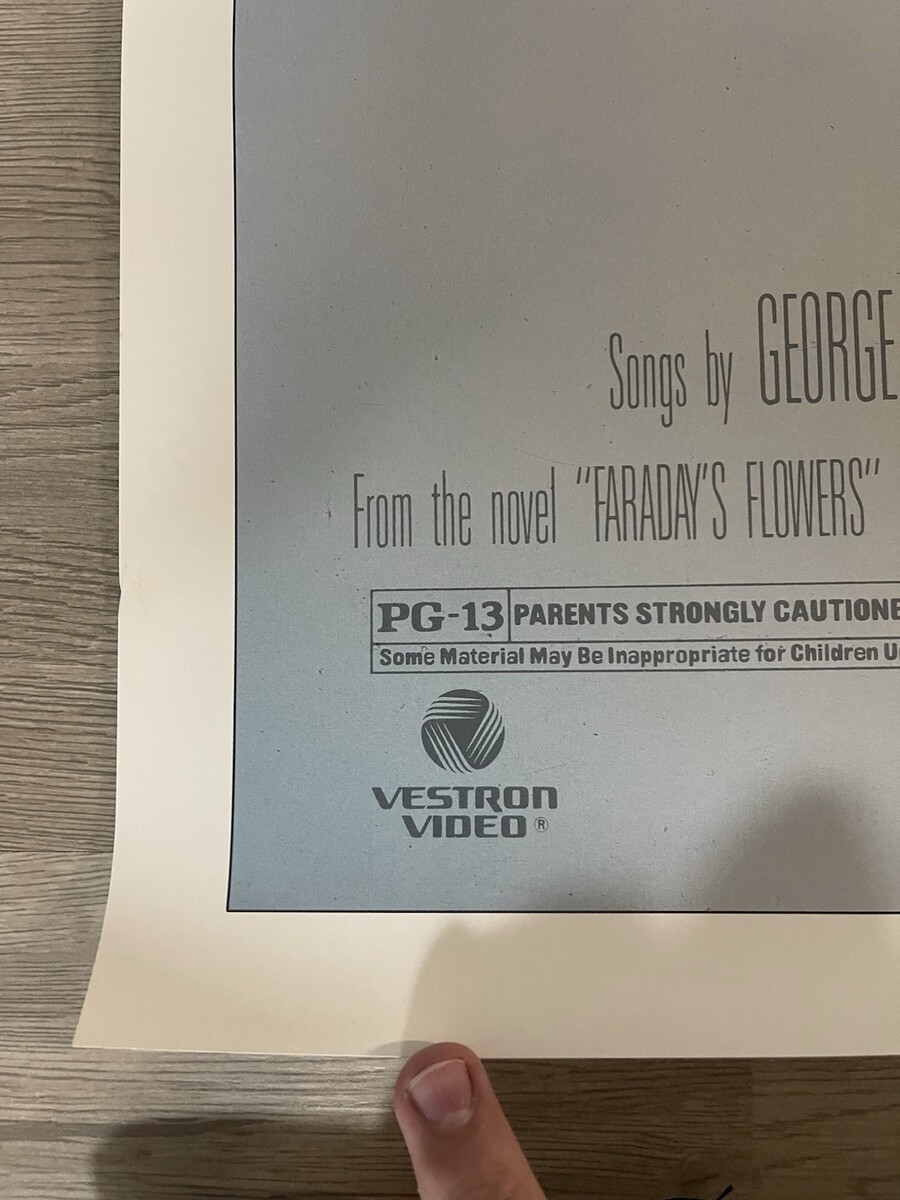 Songs by GEORGE
From the novel "FARADAY'S FLOWERS"
PG-13 PARENTS STRONGLY CAUTIONE
Some Material May Be Inappropriate for Children U
VESTRON
VIDEO ®